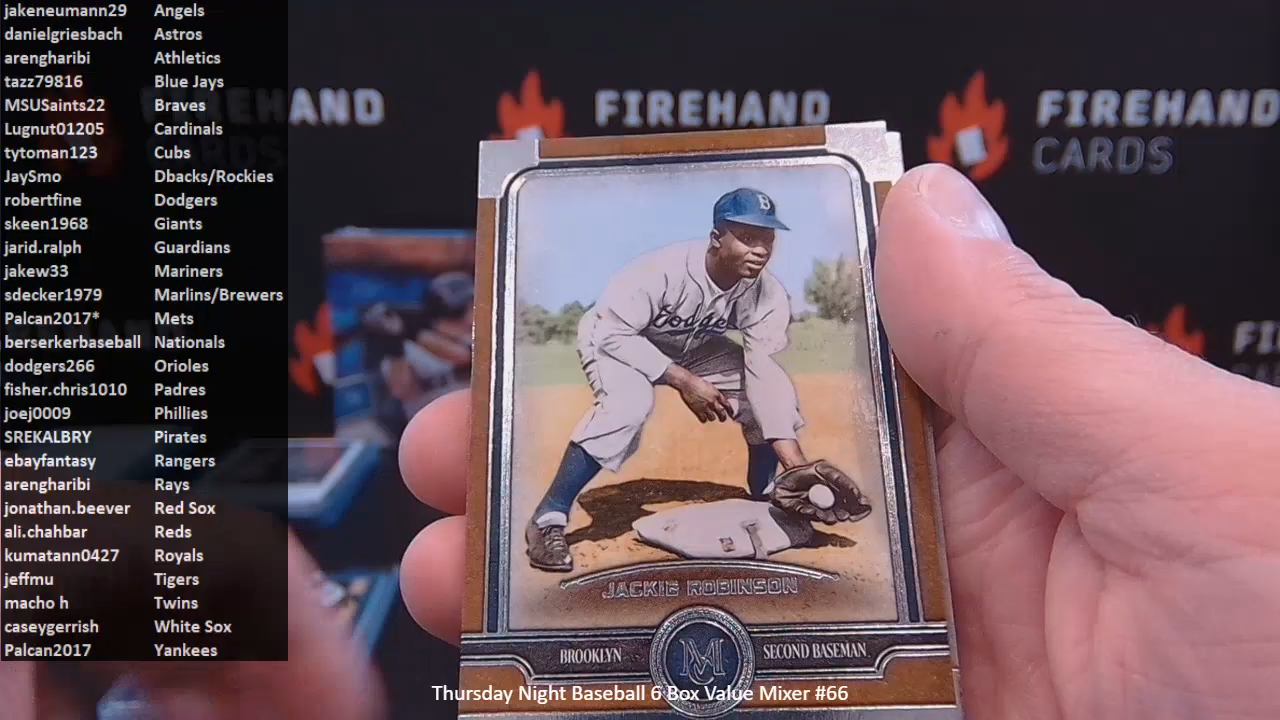 jakeneumann29 Angels
danielgriesbach Astros
arengharibi Athletics
tazz79816 Blue Jays
MSUSaints22 Braves
Lugnut01205 Cardinals
tytoman123 Cubs
JaySmo Dbacks/Rockies
robertfine Dodgers
skeen1968 Giants
jarid.ralph Guardians
jakew33 Mariners
sdecker1979 Marlins/Brewers
Palcan2017* Mets
berserkerbaseball Nationals
dodgers266 Orioles
fisher.chris1010 Padres
joej0009 Phillies
SREKALBRY Pirates
ebayfantasy Rangers
arengharibi Rays
jonathan.beever Red Sox
ali.chahbar Reds
kumatann0427 Royals
jeffmu Tigers
macho h Twins
caseygerrish White Sox
Palcan2017 Yankees
FIREHAND
CARDS
FIREHAND
FIREHAND
CARDS
B
Dodge
JACKIE ROBINSON
BROOKLYN
M
SECOND BASEMAN
Thursday Night Baseball 6 Box Value Mixer #66